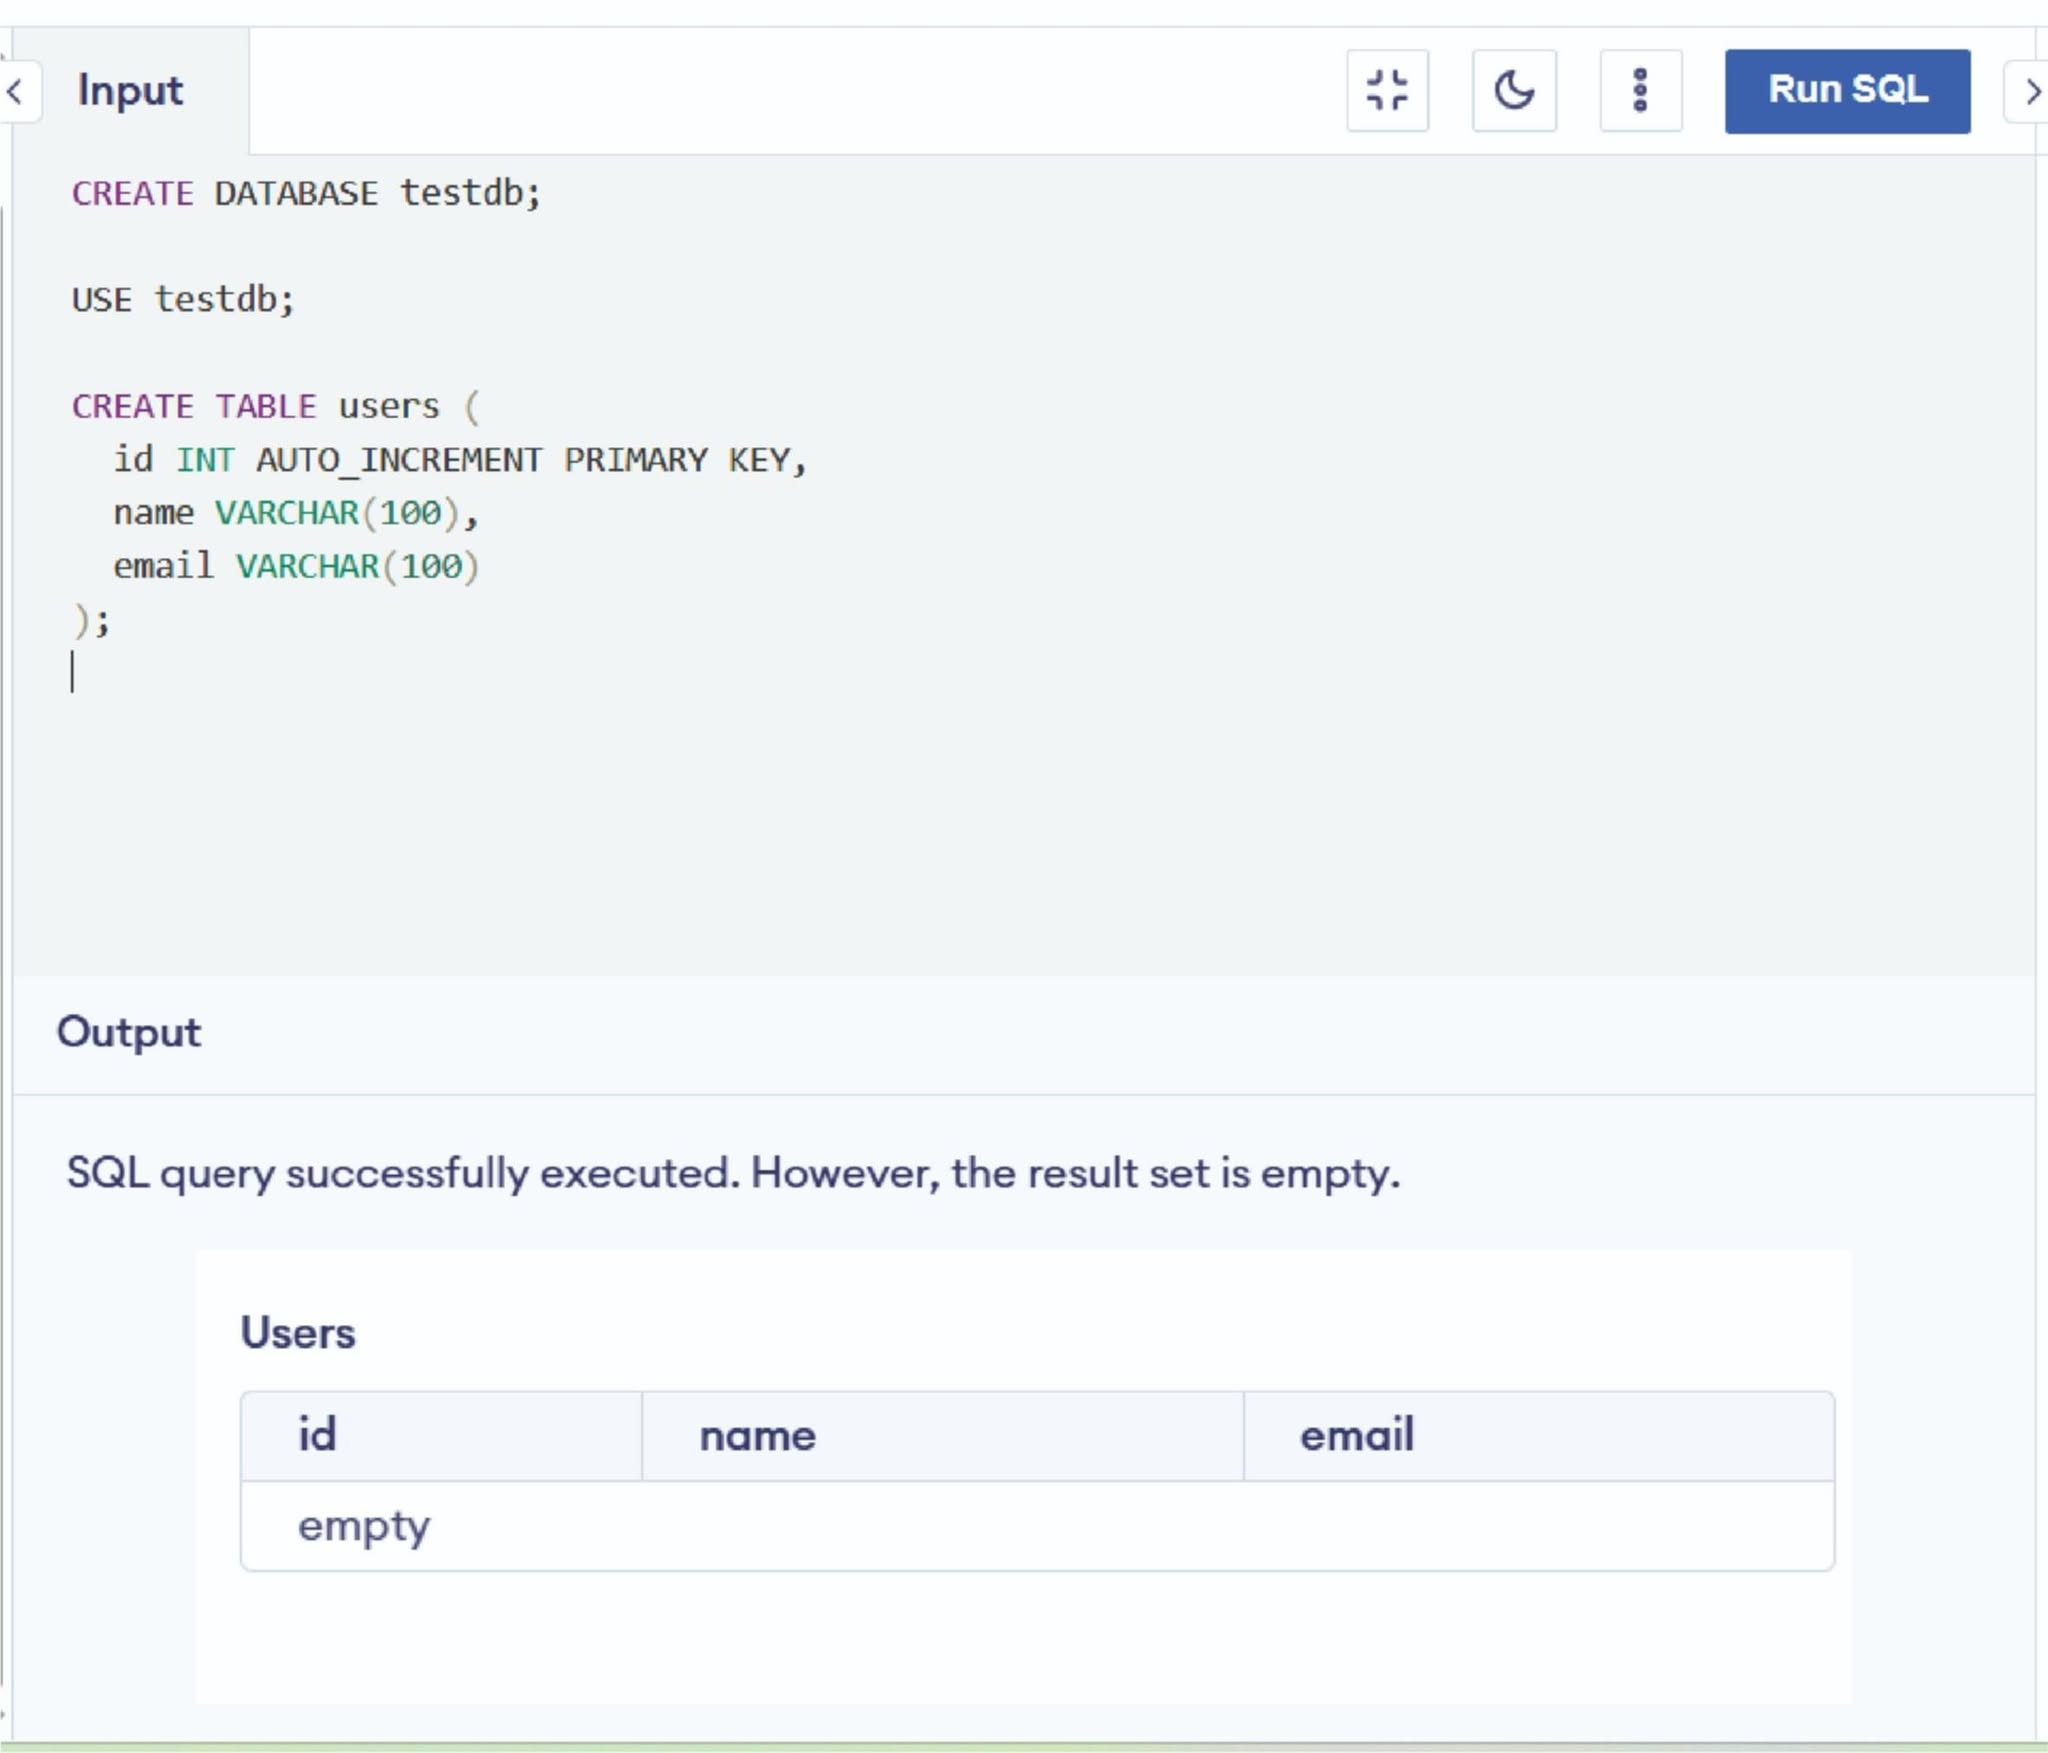 Input
Run SQL
CREATE DATABASE testdb;
USE testdb;
CREATE TABLE users (
id INT AUTO_INCREMENT PRIMARY KEY,
name VARCHAR(100),
email VARCHAR(100)
);
Output
SQL query successfully executed. However, the result set is empty.
Users
id name email
empty